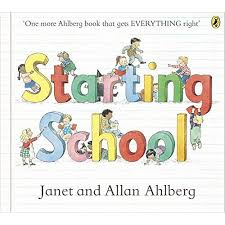 'One more Ahlberg book that gets EVERYTHING right'
Starting
School
Janet and Allan Ahlberg